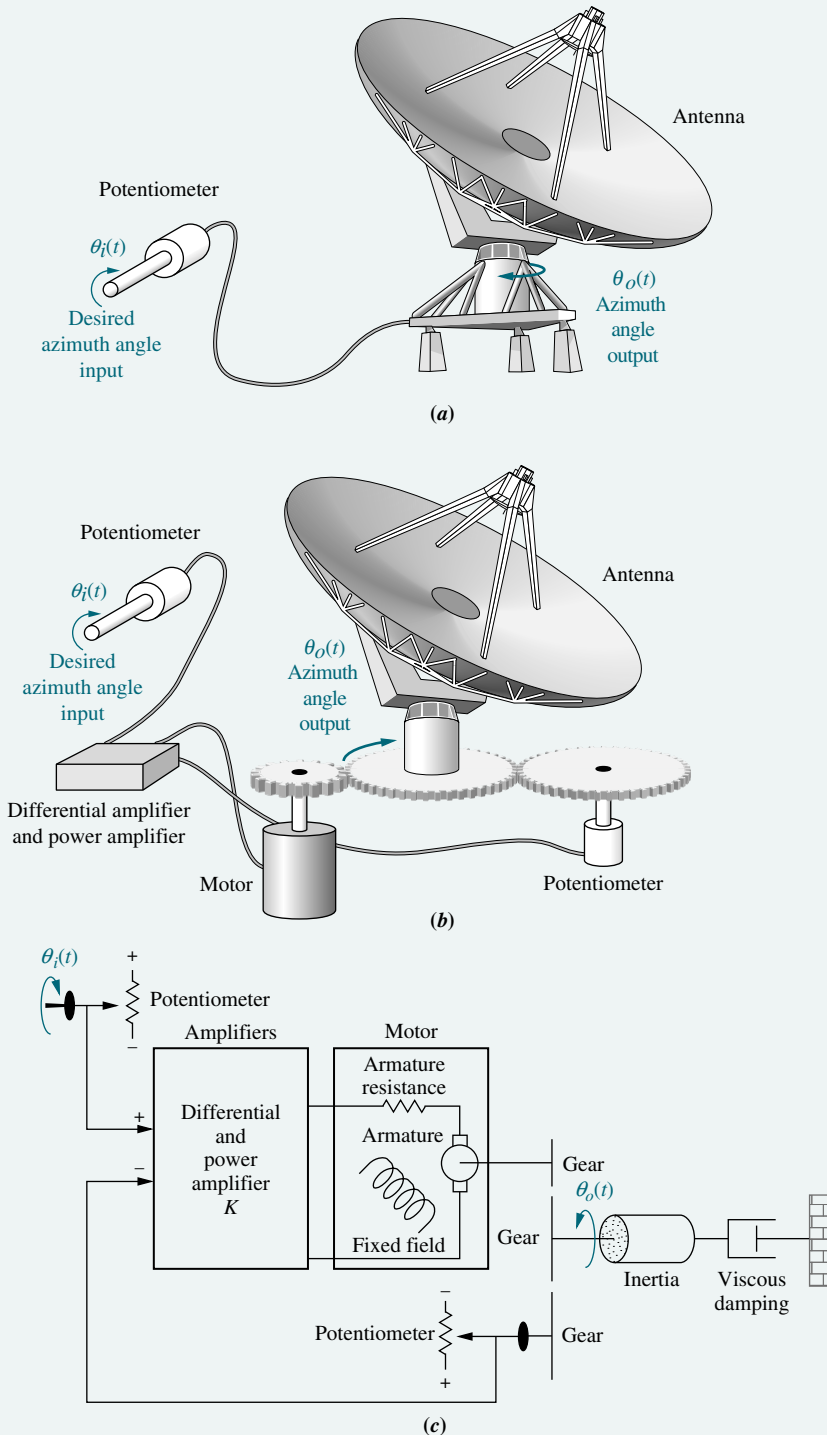 Antenna
Potentiometer
θi(t)
Desired
azimuth angle
input
θo(t)
Azimuth
angle
output
(a)
Potentiometer
θi(t)
Desired
azimuth angle
input
Antenna
θo(t)
Azimuth
angle
output
Differential amplifier
and power amplifier
Motor
Potentiometer
(b)
θi(t)
+
Potentiometer
−
Amplifiers
Motor
+
−
Differential
and
power
amplifier
K
Armature
resistance
Armature
Fixed field
Gear
θo(t)
Gear
Inertia
Viscous
damping
−
Potentiometer
+
Gear
(c)